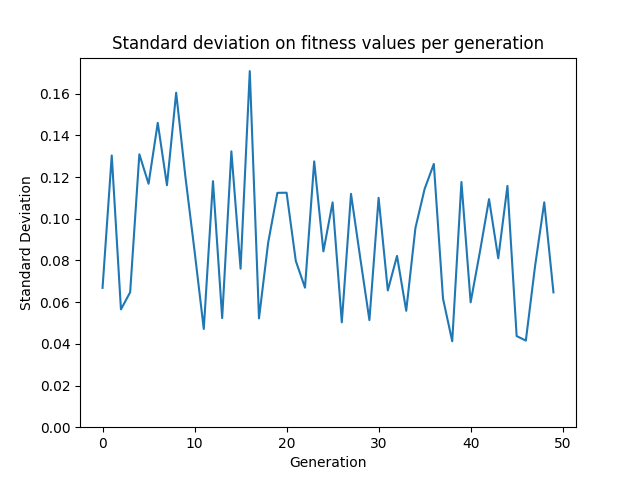 Standard deviation on fitness values per generation
0.16
0.14
0.12
0.10
0.08
0.06
0.04
0.02
0.00
Standard Deviation
0 10 20 30 40 50
Generation